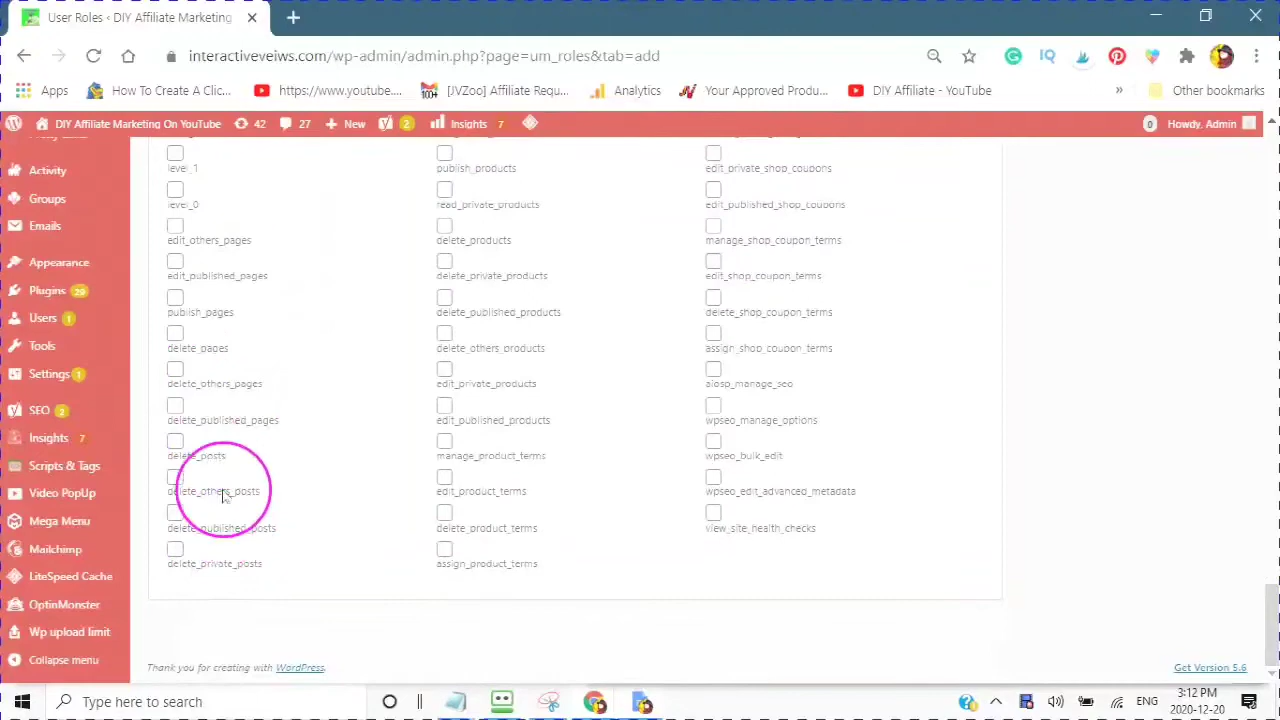 User Roles ‹ DIY Affiliate Marketing
interactiveveiws.com/wp-admin/admin.php?page=um_roles&tab=add
Apps How To Create A Clic... https://www.youtube.... 100+ [JVZoo] Affiliate Requ... Analytics Your Approved Produ... DIY Affiliate - YouTube » Other bookmarks
DIY Affiliate Marketing On YouTube 42 27 + New 2 Insights 7 0 Howdy, Admin
Activity
Groups
Emails
Appearance
Plugins 29
Users 1
Tools
Settings 1
SEO 2
Insights 7
Scripts & Tags
Video PopUp
Mega Menu
Mailchimp
LiteSpeed Cache
OptinMonster
Wp upload limit
Collapse menu
level_1 publish_products edit_private_shop_coupons
level_0 read_private_products edit_published_shop_coupons
edit_others_pages delete_products manage_shop_coupon_terms
edit_published_pages delete_private_products edit_shop_coupon_terms
publish_pages delete_published_products delete_shop_coupon_terms
delete_pages delete_others_products assign_shop_coupon_terms
delete_others_pages edit_private_products aiosp_manage_seo
delete_published_pages edit_published_products wpseo_manage_options
delete_posts manage_product_terms wpseo_bulk_edit
delete_others_posts edit_product_terms wpseo_edit_advanced_metadata
delete_published_posts delete_product_terms view_site_health_checks
delete_private_posts assign_product_terms
Thank you for creating with WordPress. Get Version 5.6
Type here to search ENG 3:12 PM
2020-12-20